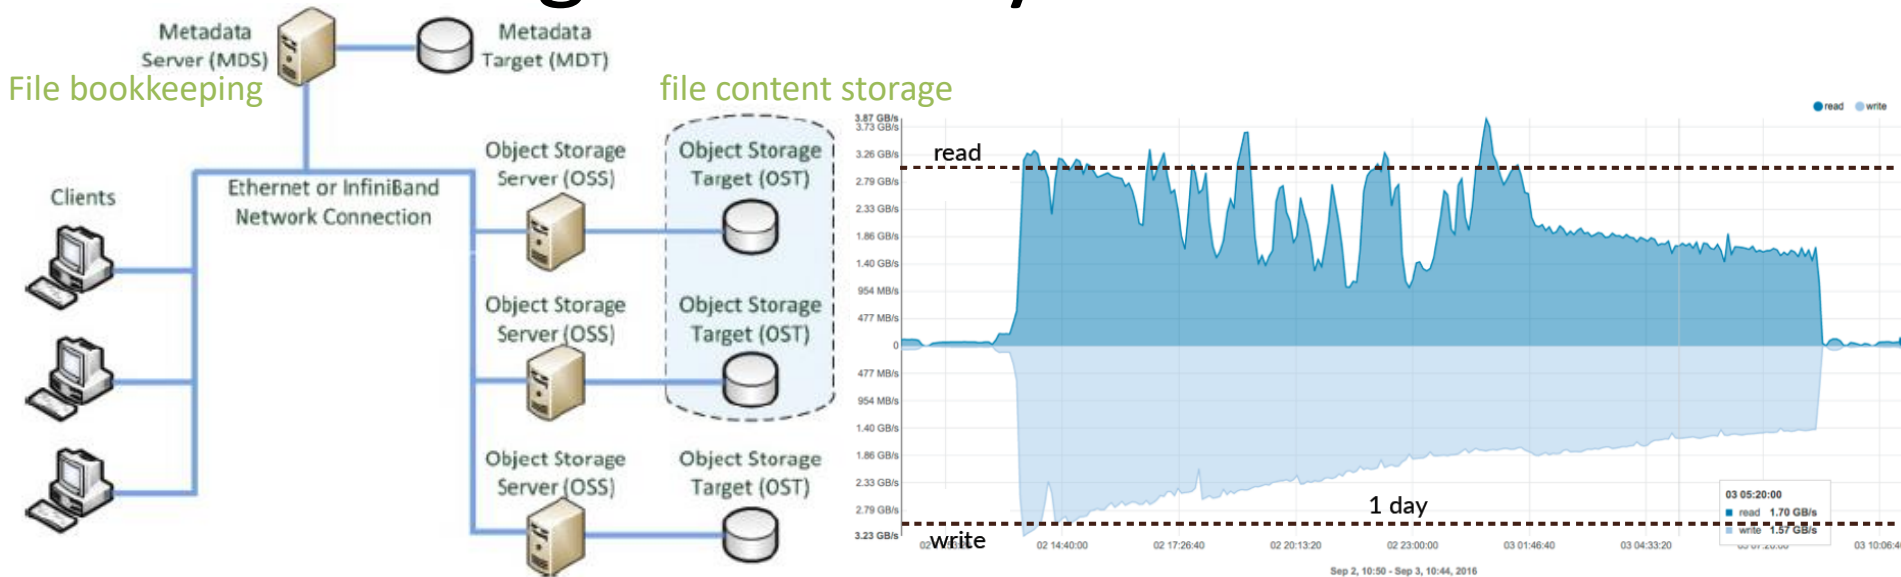 Metadata
Server (MDS)
Metadata
Target (MDT)
File bookkeeping
file content storage
Clients
Ethernet or InfiniBand
Network Connection
Object Storage
Server (OSS)
Object Storage
Target (OST)
Object Storage
Server (OSS)
Object Storage
Target (OST)
Object Storage
Server (OSS)
Object Storage
Target (OST)
read write
3.87 GB/s
3.73 GB/s
3.26 GB/s
2.79 GB/s
2.33 GB/s
1.86 GB/s
1.40 GB/s
954 MB/s
477 MB/s
0
477 MB/s
954 MB/s
1.40 GB/s
1.86 GB/s
2.33 GB/s
2.79 GB/s
3.23 GB/s
read
1 day
write
03 05:20:00
read 1.70 GB/s
write 1.57 GB/s
02 14:40:00
02 17:26:40
02 20:13:20
02 23:00:00
03 01:46:40
03 04:33:20
03 10:06:4
Sep 2, 10:50 - Sep 3, 10:44, 2016